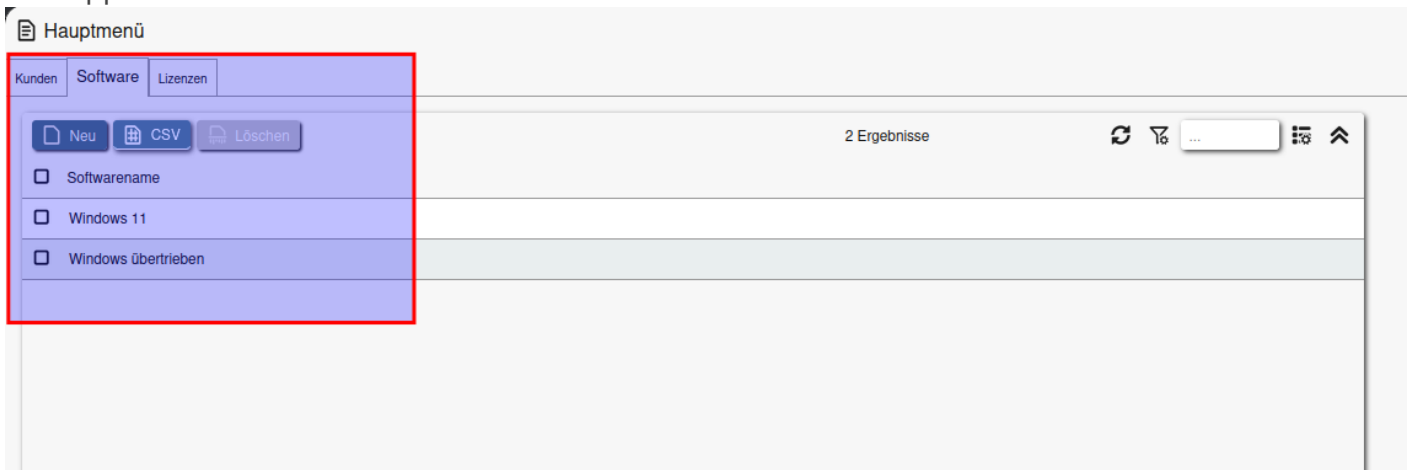 Hauptmenü
Kunden Software Lizenzen
Neu CSV Löschen 2 Ergebnisse ...
Softwarename
Windows 11
Windows übertrieben